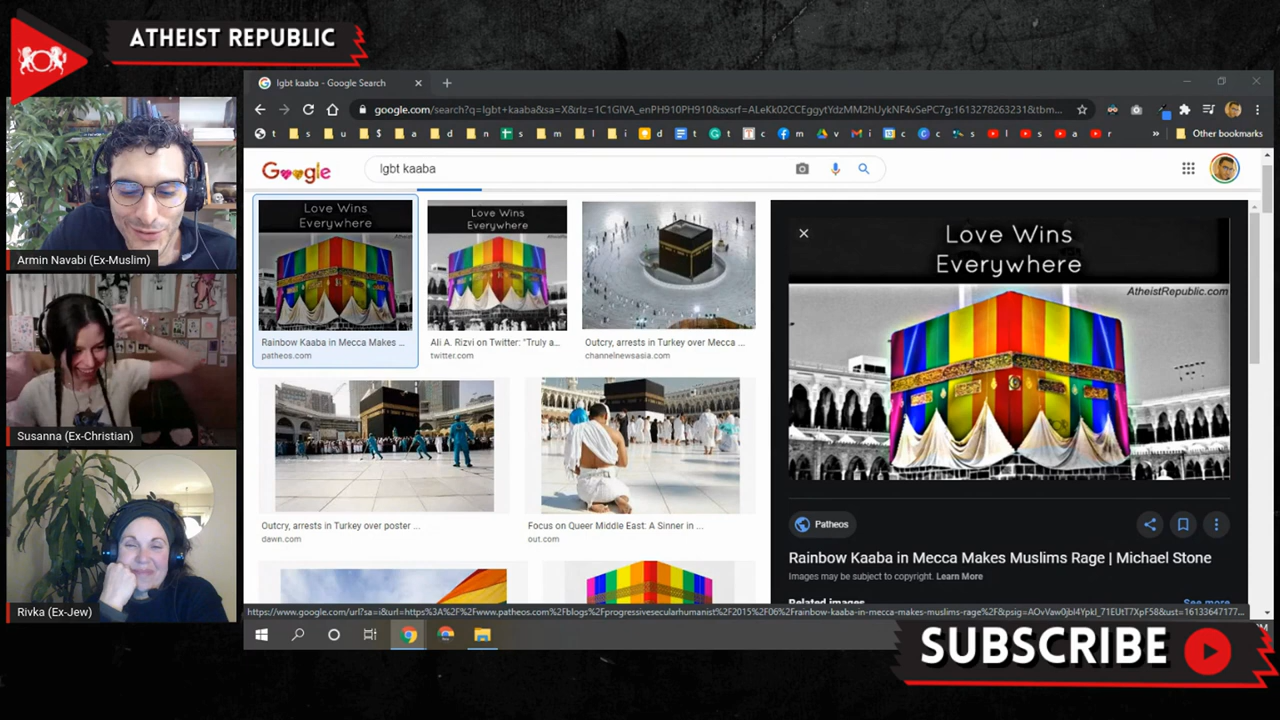 ATHEIST REPUBLIC
lgbt kaaba - Google Search
google.com/search?q=lgbt+kaaba&sa=X&rlz=1C1GIVA_enPH910PH910&sxsrf=ALeKk02CCEggytYdzMM2hUykNF4vSePC7g:1613278263231&tbm...
t s u $ a d n s m l i d t G t T c m v i c c s l s a r » Other bookmarks
Google
lgbt kaaba
Love Wins
Everywhere
Rainbow Kaaba in Mecca Makes ...
patheos.com
Love Wins
Everywhere
Ali A. Rizvi on Twitter: "Truly a...
twitter.com
Outcry, arrests in Turkey over Mecca ...
channelnewsasia.com
Outcry, arrests in Turkey over poster ...
dawn.com
Focus on Queer Middle East: A Sinner in ...
out.com
Love Wins
Everywhere
AtheistRepublic.com
Patheos
Rainbow Kaaba in Mecca Makes Muslims Rage | Michael Stone
Images may be subject to copyright. Learn More
Related images
See more
Armin Navabi (Ex-Muslim)
Susanna (Ex-Christian)
Rivka (Ex-Jew)
SUBSCRIBE